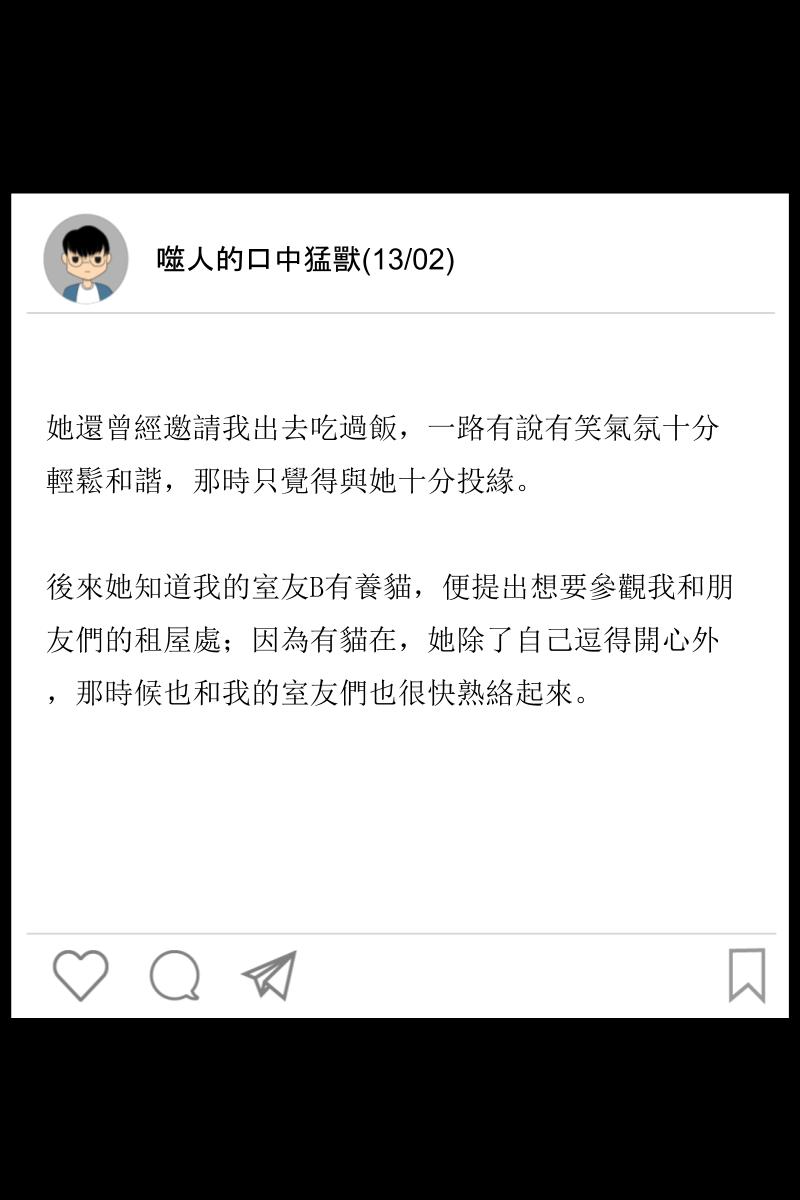 噬人的口中猛獸(13/02)
她還曾經邀請我出去吃過飯，一路有說有笑氣氛十分
輕鬆和諧，那時只覺得與她十分投緣。
後來她知道我的室友B有養貓，便提出想要參觀我和朋
友們的租屋處；因為有貓在，她除了自己逗得開心外
，那時候也和我的室友們也很快熟絡起來。